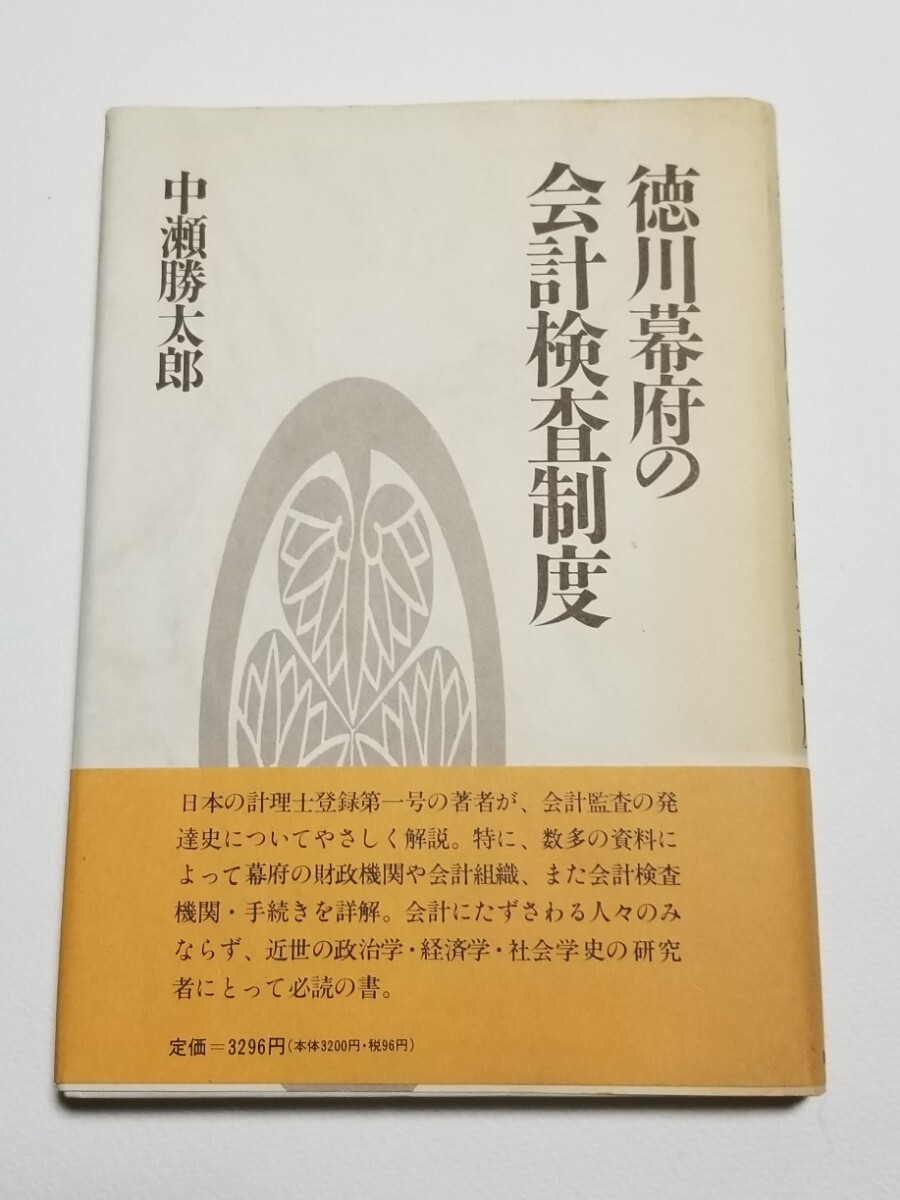 徳川幕府の
会計検査制度
中瀬勝太郎
日本の計理士登録第一号の著者が、会計監査の発
達史についてやさしく解説。特に、数多の資料に
よって幕府の財政機関や会計組織、また会計検査
機関・手続きを詳解。会計にたずさわる人々のみ
ならず、近世の政治学・経済学・社会学史の研究
者にとって必読の書。
定価=3296円(本体3200円・税96円)